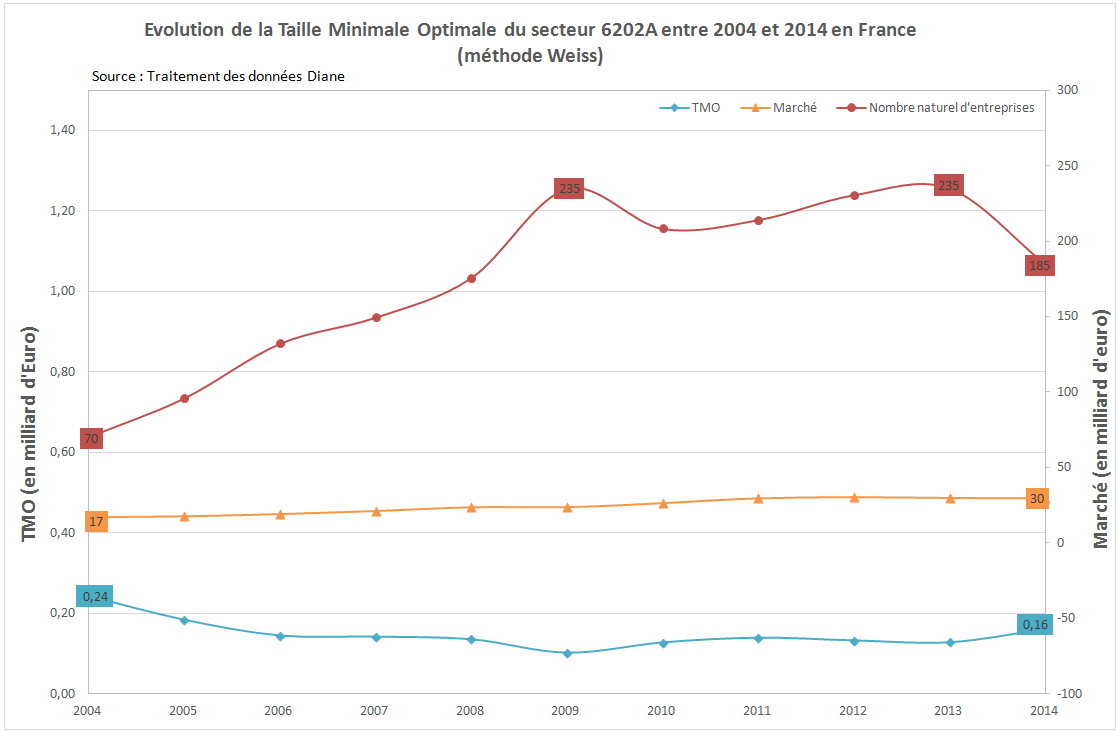 Evolution de la Taille Minimale Optimale du secteur 6202A entre 2004 et 2014 en France
(méthode Weiss)
Source : Traitement des données Diane
TMO
Marché
Nombre naturel d'entreprises
TMO (en milliard d'Euro)
1,40
1,20
1,00
0,80
0,60
0,40
0,20
0,00
300
250
200
150
100
50
0
-50
-100
Marché (en milliard d'euro)
235
235
185
70
17
30
0,24
0,16
2004 2005 2006 2007 2008 2009 2010 2011 2012 2013 2014